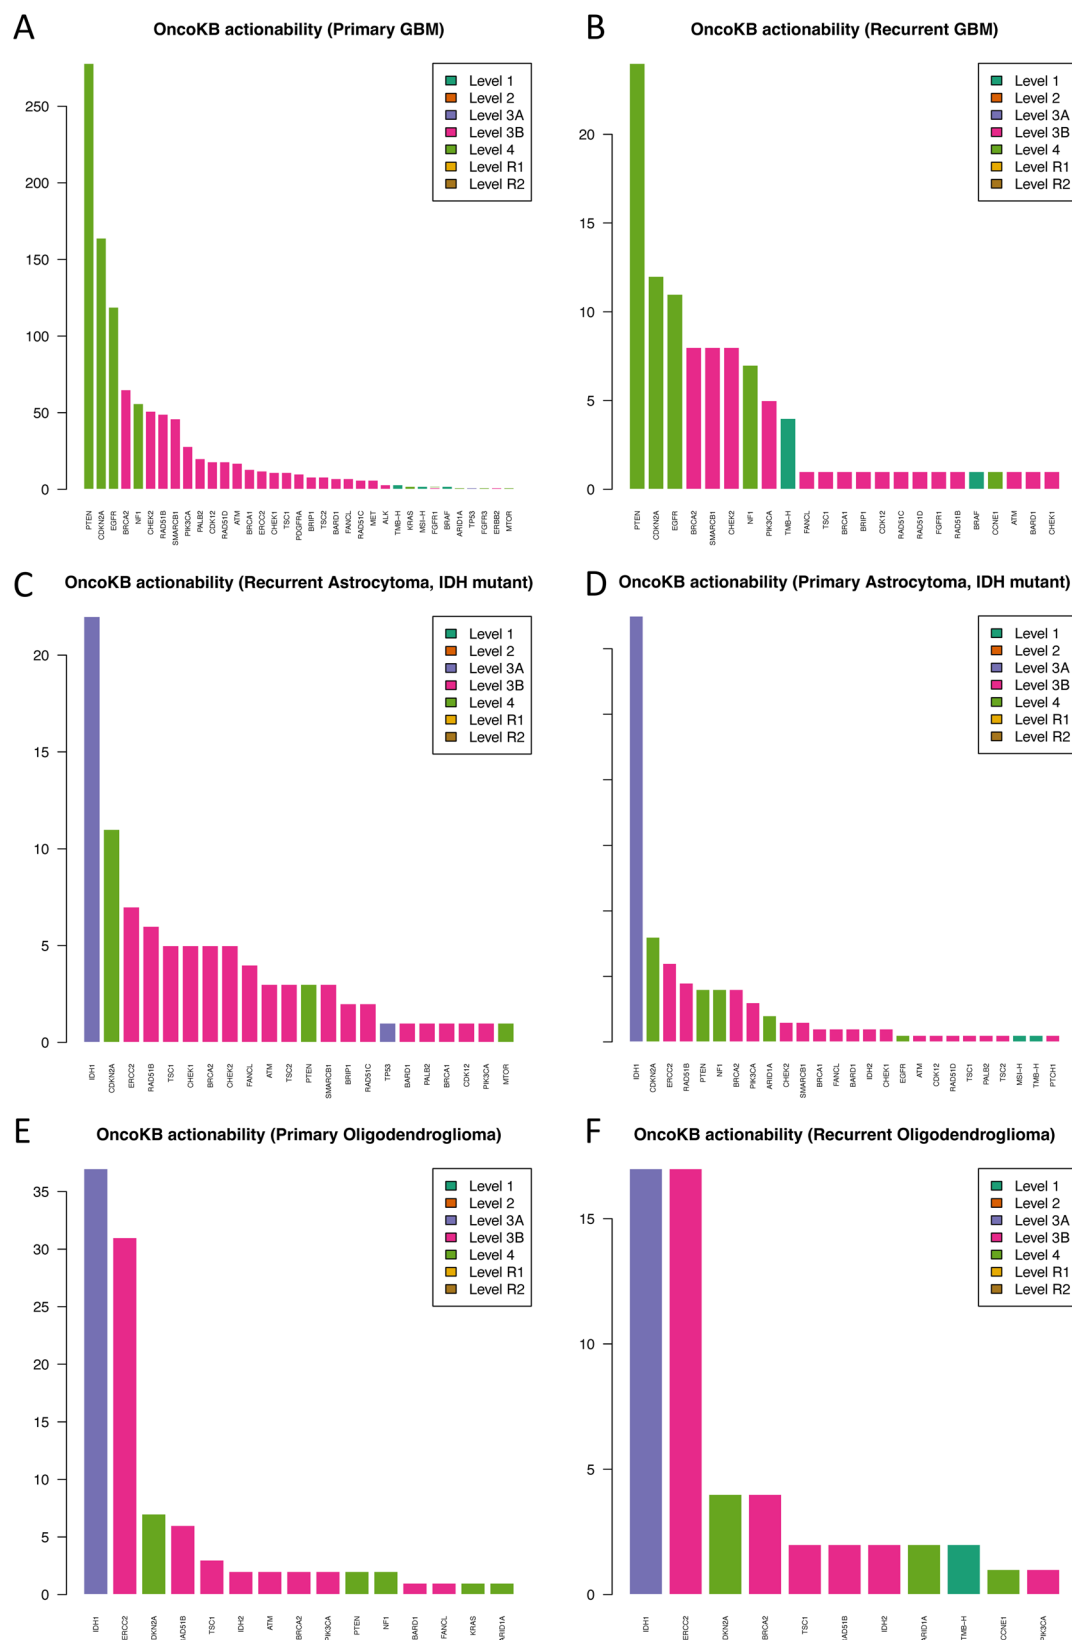 A
OncoKB actionability (Primary GBM)
250
200
150
100
50
0
Level 1
Level 2
Level 3A
Level 3B
Level 4
Level R1
Level R2
PTEN
CDKN2A
EGFR
BRCA2
NF1
CHEK2
RAD51B
SMARCB1
PIK3CA
PALB2
CDK12
RAD51D
ATM
BRCA1
ERCC2
CHEK1
TSC1
PDGFRA
BRIP1
TSC2
BARD1
FANCL
RAD51C
MET
ALK
TMB-H
KRAS
MSI-H
FGFR1
BRAF
ARID1A
TP53
FGFR3
ERBB2
MTOR
B
OncoKB actionability (Recurrent GBM)
20
15
10
5
0
Level 1
Level 2
Level 3A
Level 3B
Level 4
Level R1
Level R2
PTEN
CDKN2A
EGFR
BRCA2
SMARCB1
CHEK2
NF1
PIK3CA
TMB-H
FANCL
TSC1
BRCA1
BRIP1
CDK12
RAD51C
RAD51D
FGFR1
RAD51B
BRAF
CCNE1
ATM
BARD1
CHEK1
C
OncoKB actionability (Recurrent Astrocytoma, IDH mutant)
20
15
10
5
0
Level 1
Level 2
Level 3A
Level 3B
Level 4
Level R1
Level R2
IDH1
CDKN2A
ERCC2
RAD51B
TSC1
CHEK1
BRCA2
CHEK2
FANCL
ATM
TSC2
PTEN
SMARCB1
BRIP1
RAD51C
TP53
BARD1
PALB2
BRCA1
CDK12
PIK3CA
MTOR
D
OncoKB actionability (Primary Astrocytoma, IDH mutant)
Level 1
Level 2
Level 3A
Level 3B
Level 4
Level R1
Level R2
IDH1
CDKN2A
ERCC2
RAD51B
PTEN
NF1
BRCA2
PIK3CA
ARID1A
CHEK2
SMARCB1
BRCA1
FANCL
BARD1
IDH2
CHEK1
EGFR
ATM
CDK12
RAD51D
TSC1
PALB2
TSC2
MSI-H
TMB-H
PTCH1
E
OncoKB actionability (Primary Oligodendroglioma)
35
30
25
20
15
10
5
0
Level 1
Level 2
Level 3A
Level 3B
Level 4
Level R1
Level R2
IDH1
ERCC2
DKN2A
RAD51B
TSC1
IDH2
ATM
BRCA2
PIK3CA
PTEN
NF1
BARD1
FANCL
KRAS
ARID1A
F
OncoKB actionability (Recurrent Oligodendroglioma)
15
10
5
0
Level 1
Level 2
Level 3A
Level 3B
Level 4
Level R1
Level R2
IDH1
ERCC2
DKN2A
BRCA2
TSC1
RAD51B
IDH2
ARID1A
TMB-H
CCNE1
PIK3CA